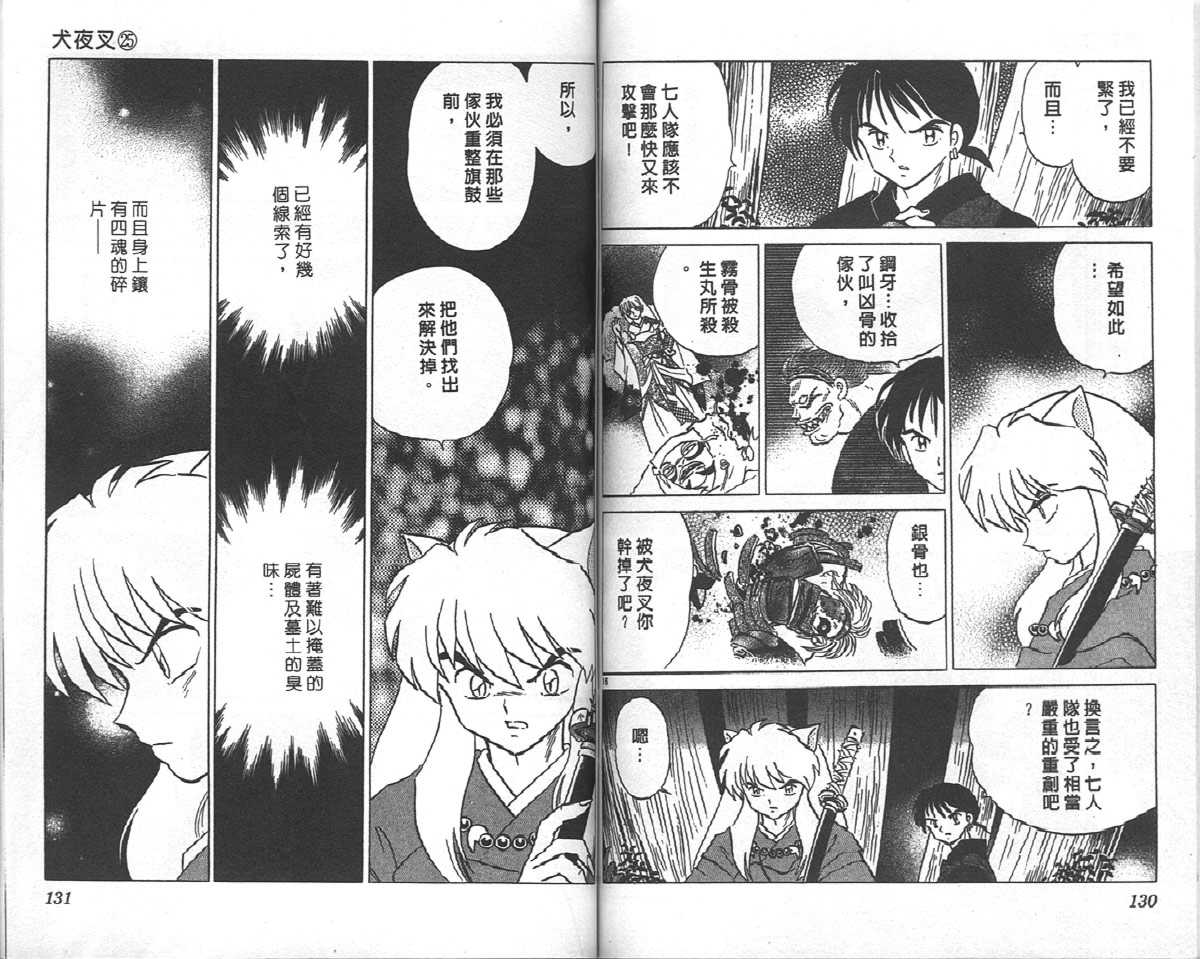 犬夜叉㉕
我已經不要
緊了，
而且…
七人隊應該不
會那麼快又來
攻擊吧！
希望如此
…
鋼牙…收拾
了叫凶骨的
傢伙，
霧骨被殺
生丸所殺
。
銀骨也…
被犬夜叉你
幹掉了吧？
換言之，七人
隊也受了相當
嚴重的重創吧
？
嗯…
130
所以，
我必須在那些
傢伙重整旗鼓
前，
把他們找出
來解決掉。
已經有好幾
個線索了，
有著難以掩蓋的
屍體及墓土的臭
味…
而且身上鑲
有四魂的碎
片——
131